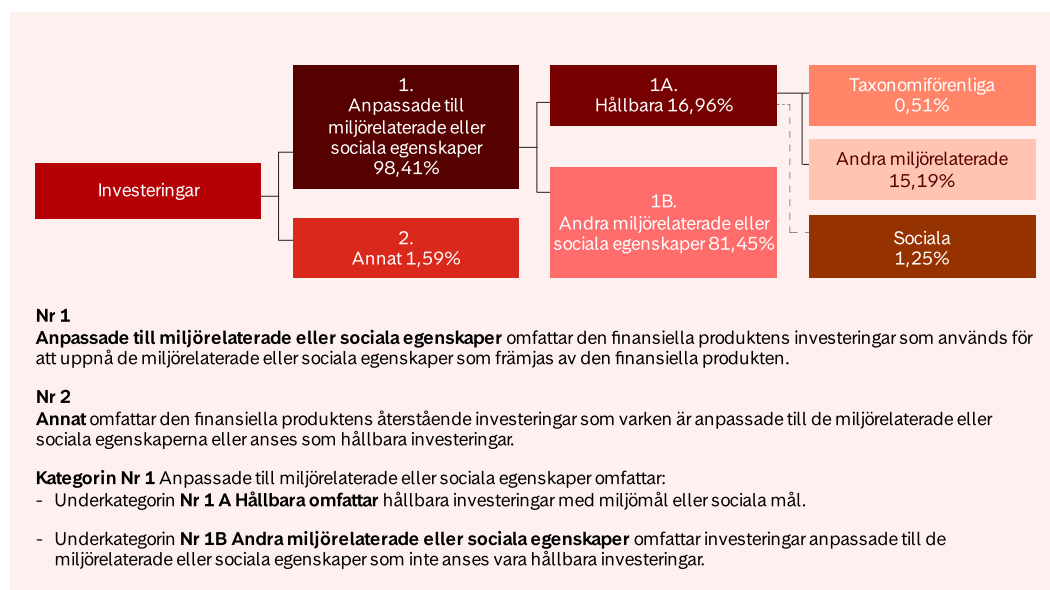 Investeringar
1.
Anpassade till
miljörelaterade eller
sociala egenskaper
98,41%
2.
Annat 1,59%
1A.
Hållbara 16,96%
1B.
Andra miljörelaterade eller
sociala egenskaper 81,45%
Taxonomiförenliga
0,51%
Andra miljörelaterade
15,19%
Sociala
1,25%
Nr 1
Anpassade till miljörelaterade eller sociala egenskaper omfattar den finansiella produktens investeringar som används för
att uppnå de miljörelaterade eller sociala egenskaper som främjas av den finansiella produkten.
Nr 2
Annat omfattar den finansiella produktens återstående investeringar som varken är anpassade till de miljörelaterade eller
sociala egenskaperna eller anses som hållbara investeringar.
Kategorin Nr 1 Anpassade till miljörelaterade eller sociala egenskaper omfattar:
- Underkategorin Nr 1 A Hållbara omfattar hållbara investeringar med miljömål eller sociala mål.
- Underkategorin Nr 1B Andra miljörelaterade eller sociala egenskaper omfattar investeringar anpassade till de
miljörelaterade eller sociala egenskaper som inte anses vara hållbara investeringar.